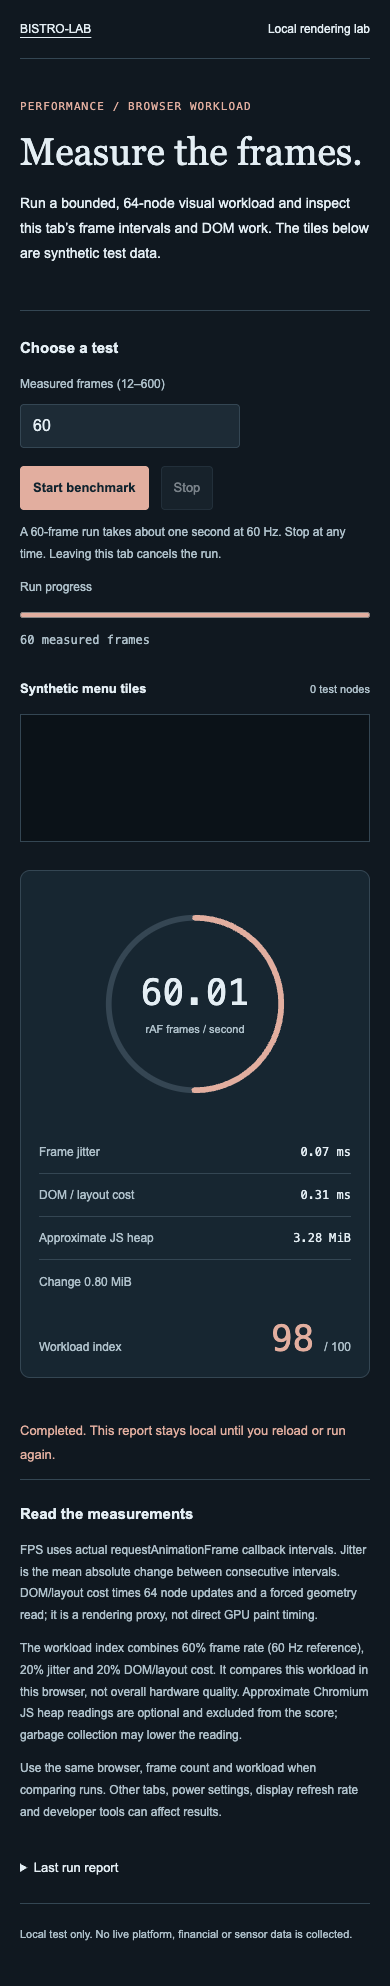 BISTRO-LAB
Local rendering lab
PERFORMANCE / BROWSER WORKLOAD
Measure the frames.
Run a bounded, 64-node visual workload and inspect
this tab’s frame intervals and DOM work. The tiles below
are synthetic test data.
Choose a test
Measured frames (12–600)
60
Start benchmark
Stop
A 60-frame run takes about one second at 60 Hz. Stop at any
time. Leaving this tab cancels the run.
Run progress
60 measured frames
Synthetic menu tiles
0 test nodes
60.01
rAF frames / second
Frame jitter
0.07 ms
DOM / layout cost
0.31 ms
Approximate JS heap
3.28 MiB
Change 0.80 MiB
Workload index
98 / 100
Completed. This report stays local until you reload or run
again.
Read the measurements
FPS uses actual requestAnimationFrame callback intervals. Jitter
is the mean absolute change between consecutive intervals.
DOM/layout cost times 64 node updates and a forced geometry
read; it is a rendering proxy, not direct GPU paint timing.
The workload index combines 60% frame rate (60 Hz reference),
20% jitter and 20% DOM/layout cost. It compares this workload in
this browser, not overall hardware quality. Approximate Chromium
JS heap readings are optional and excluded from the score;
garbage collection may lower the reading.
Use the same browser, frame count and workload when
comparing runs. Other tabs, power settings, display refresh rate
and developer tools can affect results.
Last run report
Local test only. No live platform, financial or sensor data is collected.